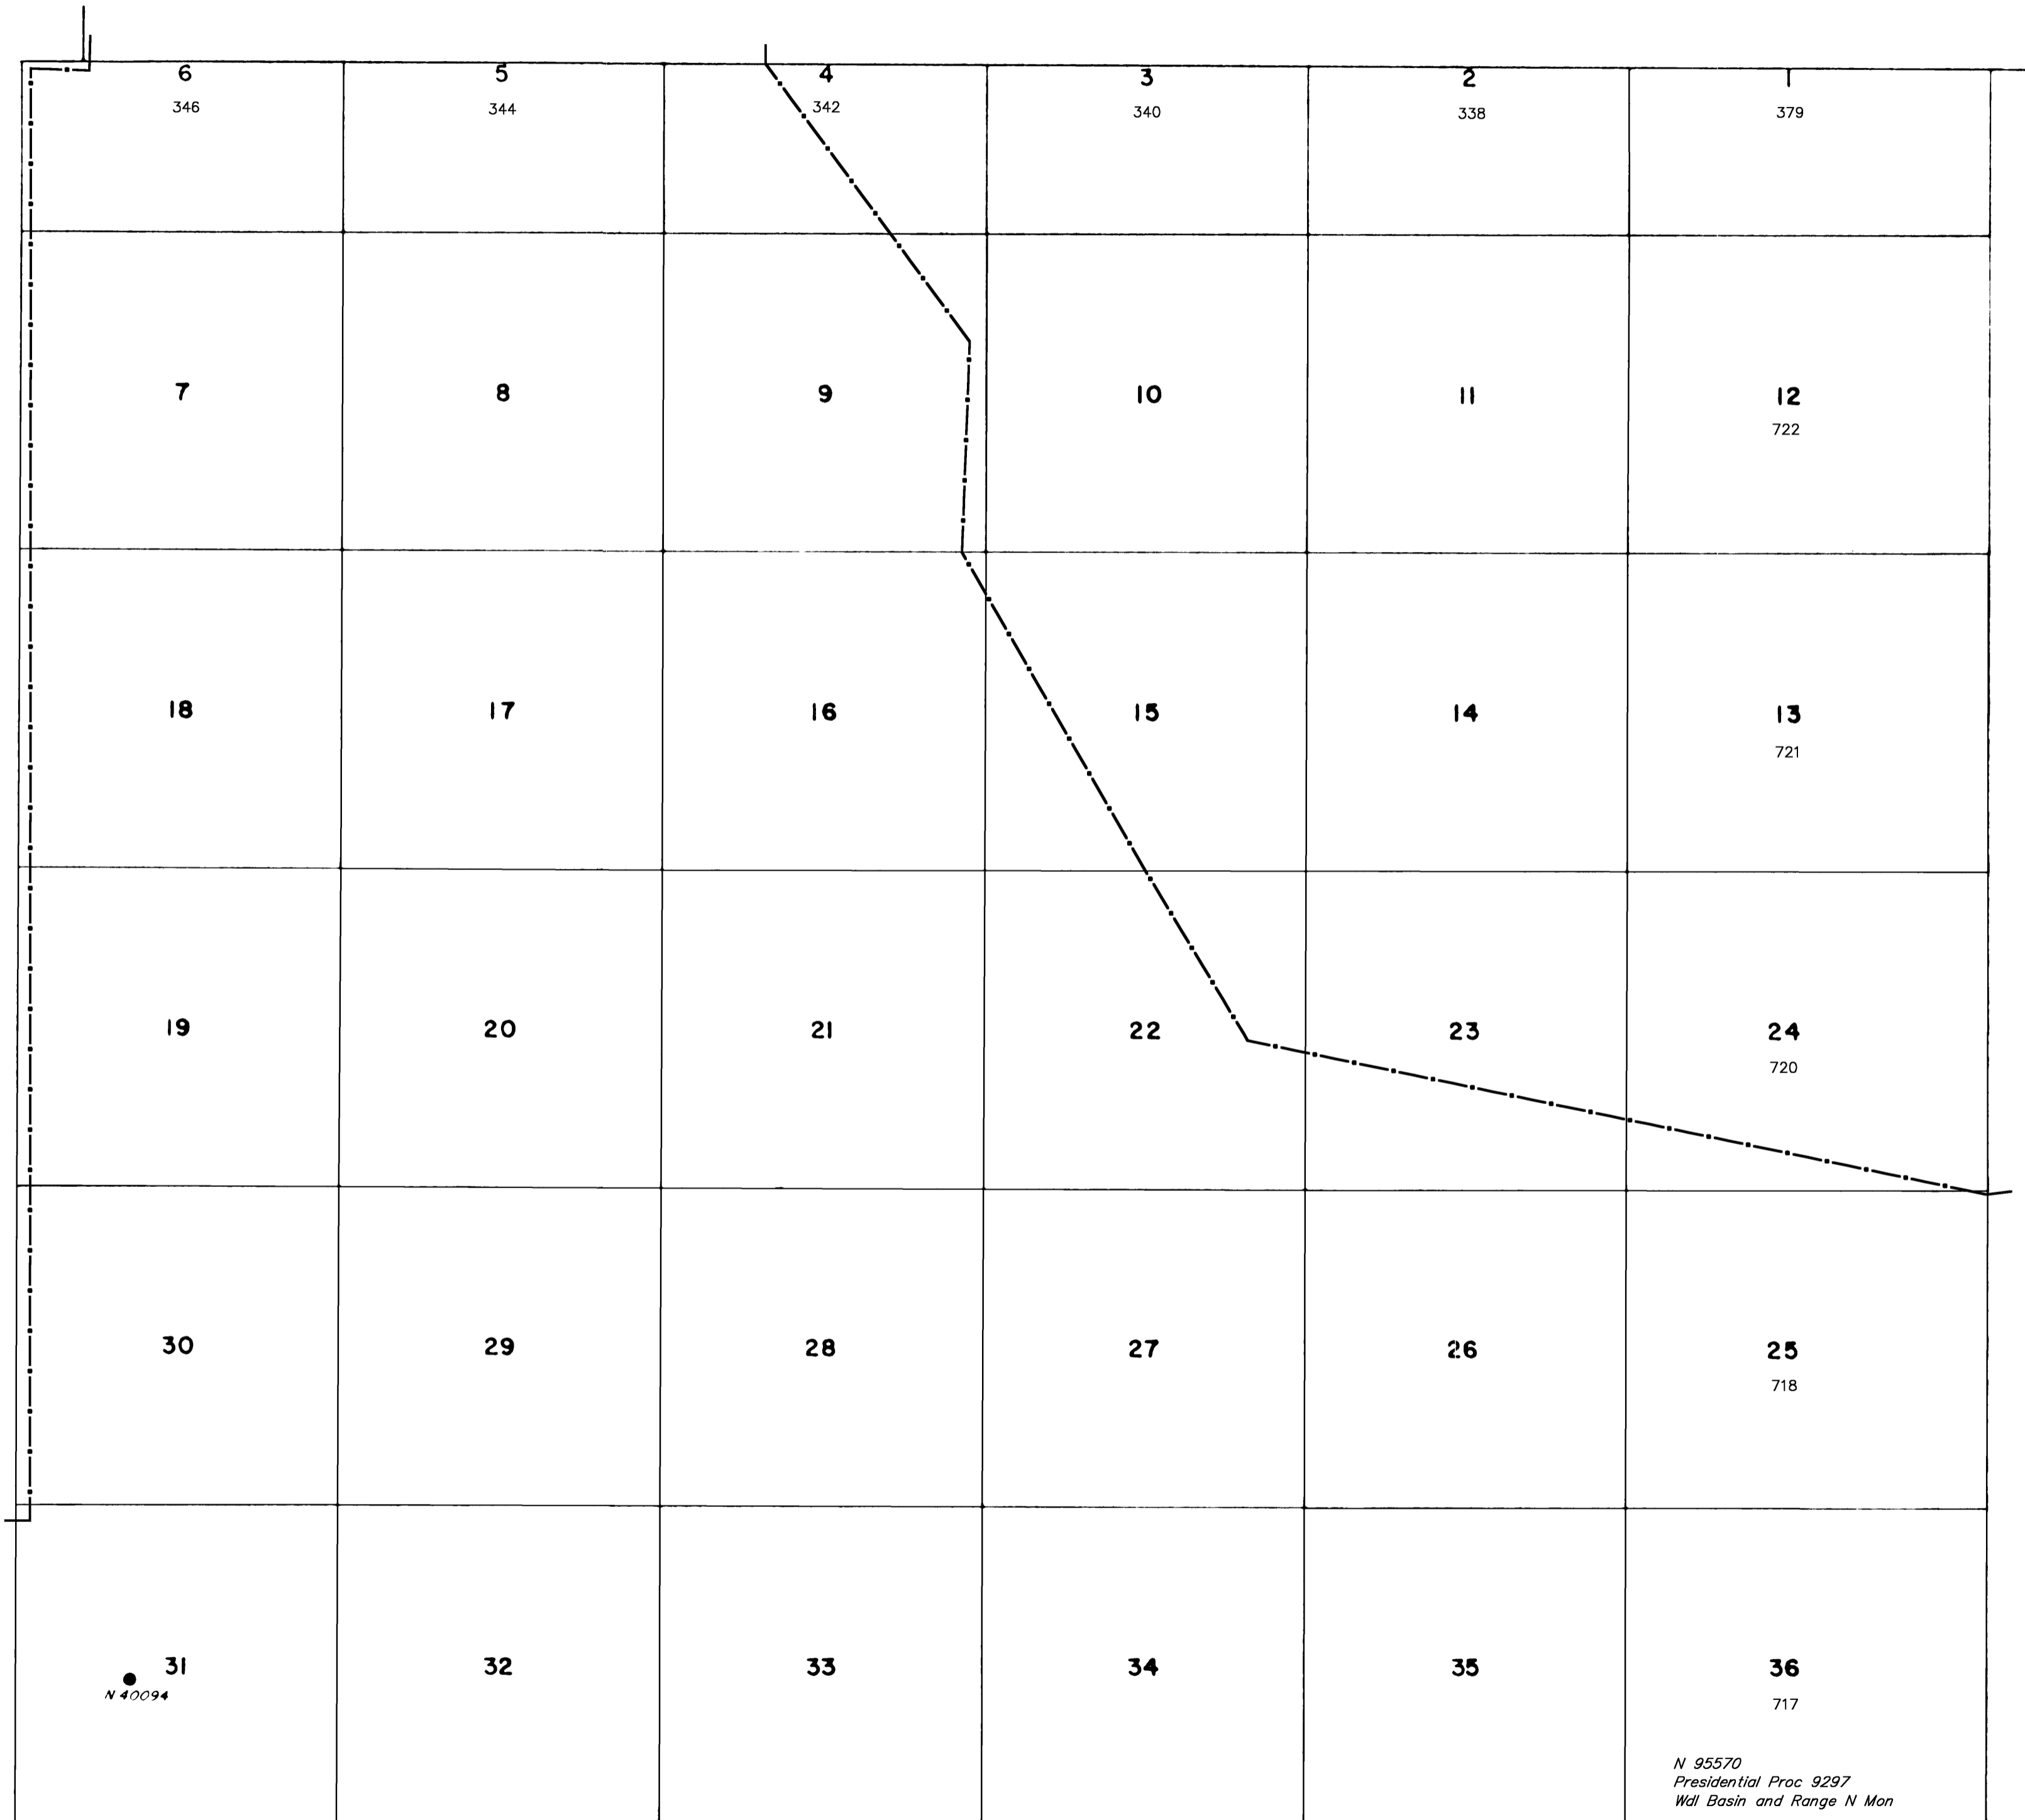 6 5 4 3 2 1
346 344 342 340 338 379
7 8 9 10 11 12
722
18 17 16 15 14 13
721
19 20 21 22 23 24
720
30 29 28 27 26 25
718
31 32 33 34 35 36
N 40094
717
N 95570
Presidential Proc 9297
Wdl Basin and Range N Mon